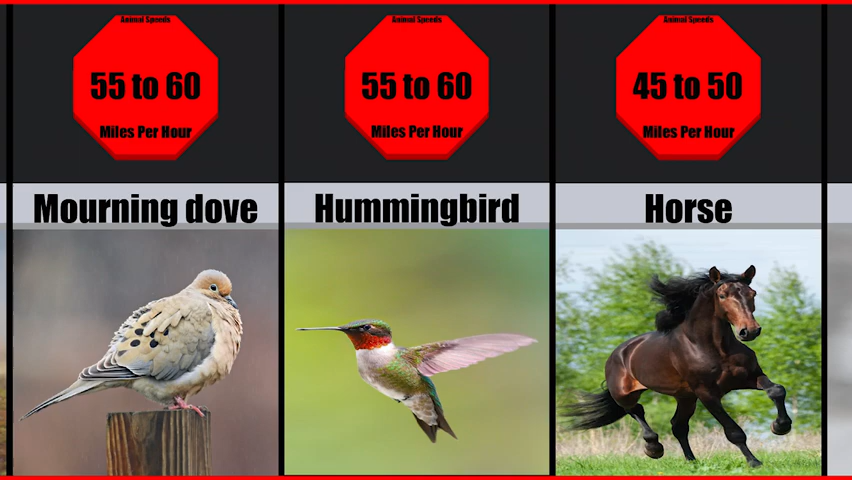 Animal Speeds
55 to 60
Miles Per Hour
Mourning dove
Animal Speeds
55 to 60
Miles Per Hour
Hummingbird
Animal Speeds
45 to 50
Miles Per Hour
Horse